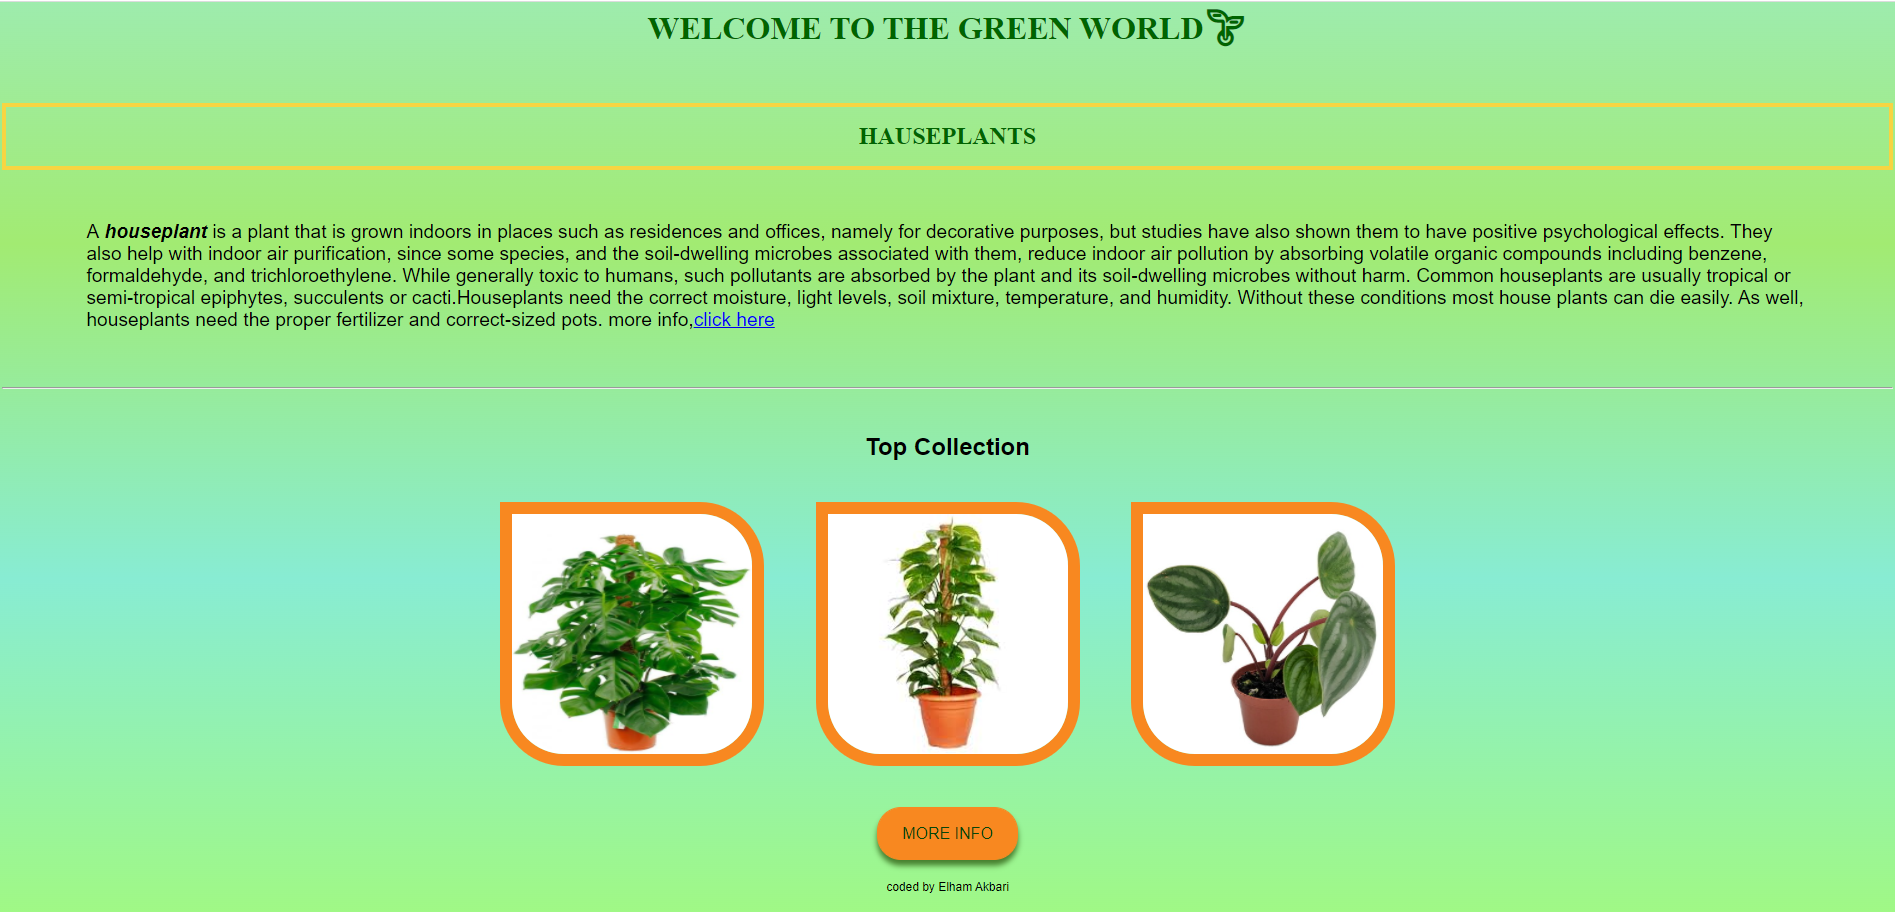 WELCOME TO THE GREEN WORLD
HAUSEPLANTS
A houseplant is a plant that is grown indoors in places such as residences and offices, namely for decorative purposes, but studies have also shown them to have positive psychological effects. They
also help with indoor air purification, since some species, and the soil-dwelling microbes associated with them, reduce indoor air pollution by absorbing volatile organic compounds including benzene,
formaldehyde, and trichloroethylene. While generally toxic to humans, such pollutants are absorbed by the plant and its soil-dwelling microbes without harm. Common houseplants are usually tropical or
semi-tropical epiphytes, succulents or cacti.Houseplants need the correct moisture, light levels, soil mixture, temperature, and humidity. Without these conditions most house plants can die easily. As well,
houseplants need the proper fertilizer and correct-sized pots. more info,click here
Top Collection
MORE INFO
coded by Elham Akbari